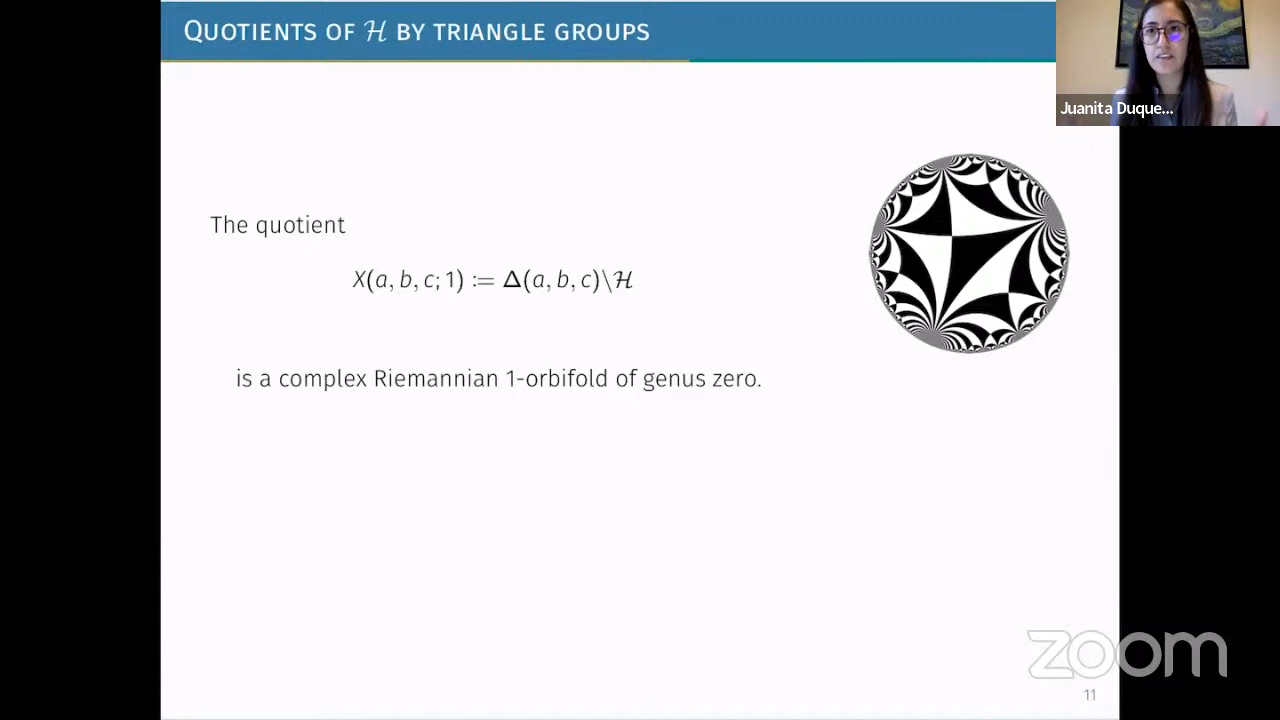 QUOTIENTS OF ℋ BY TRIANGLE GROUPS
Juanita Duque...
The quotient
X(a, b, c; 1) := Δ(a, b, c)\ℋ
is a complex Riemannian 1-orbifold of genus zero.
zoom
11